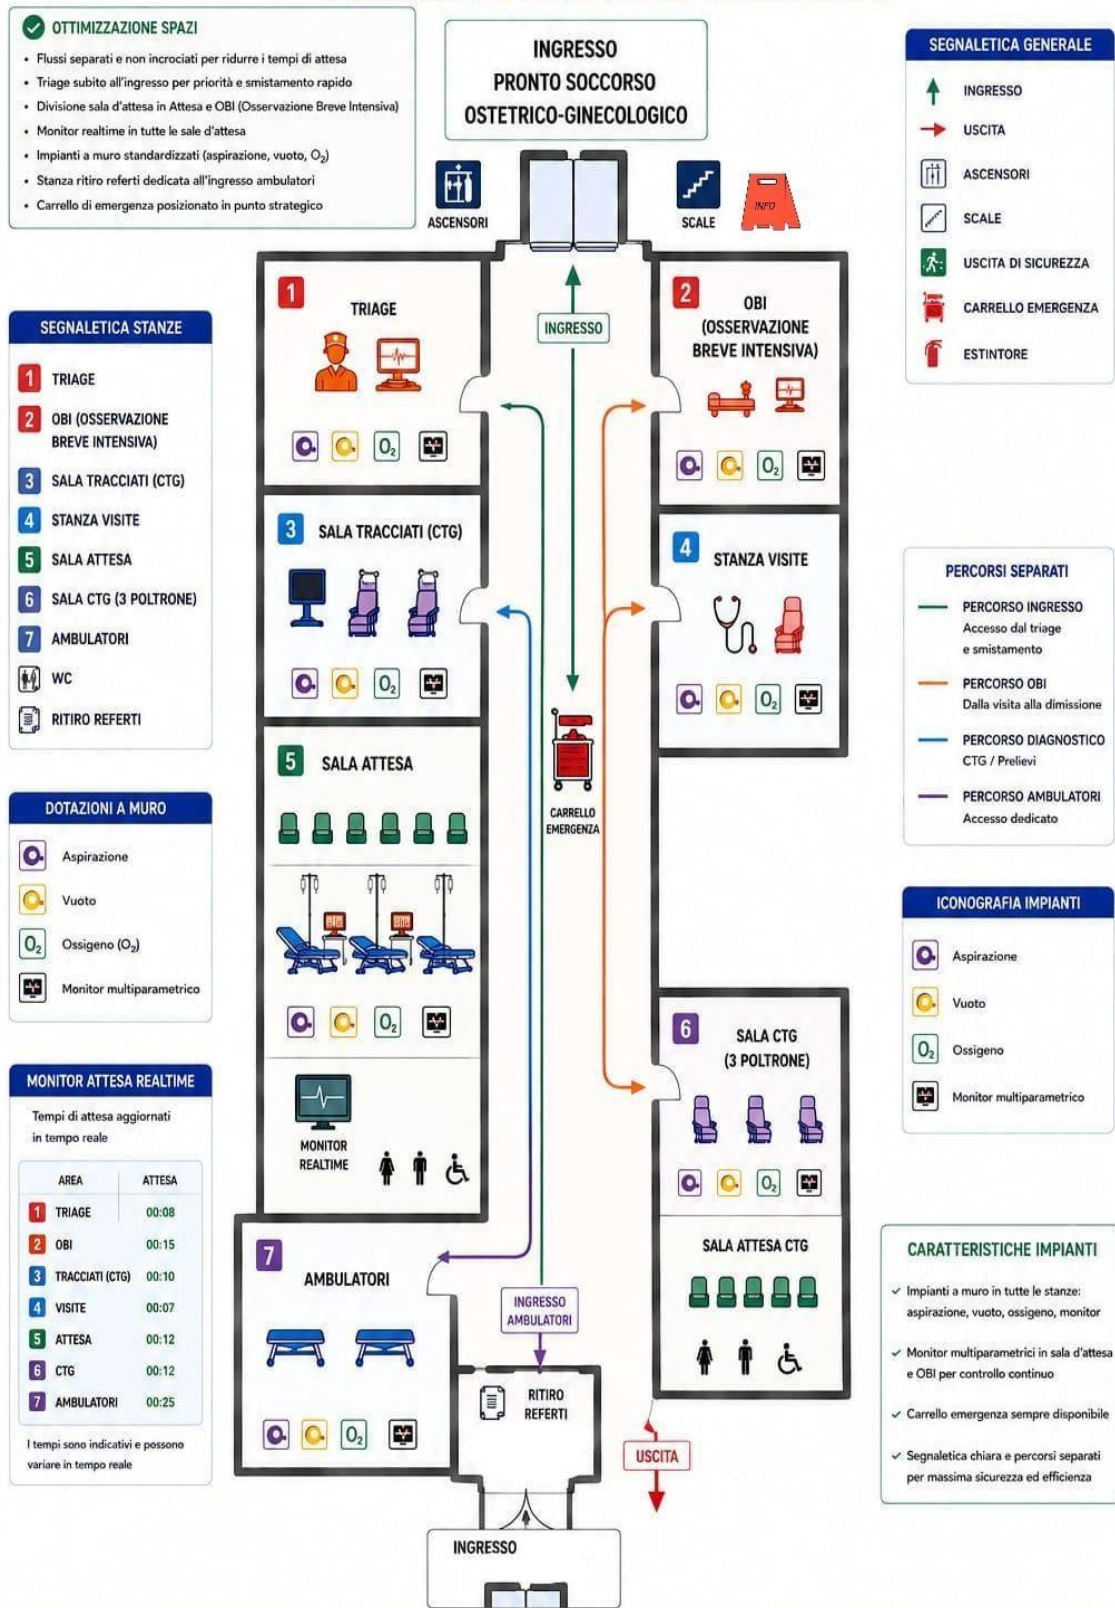 OTTIMIZZAZIONE SPAZI
• Flussi separati e non incrociati per ridurre i tempi di attesa
• Triage subito all'ingresso per priorità e smistamento rapido
• Divisione sala d'attesa in Attesa e OBI (Osservazione Breve Intensiva)
• Monitor realtime in tutte le sale d'attesa
• Impianti a muro standardizzati (aspirazione, vuoto, O₂)
• Stanza ritiro referti dedicata all'ingresso ambulatori
• Carrello di emergenza posizionato in punto strategico
INGRESSO
PRONTO SOCCORSO
OSTETRICO-GINECOLOGICO
ASCENSORI
SCALE
INFO
SEGNALETICA GENERALE
INGRESSO
USCITA
ASCENSORI
SCALE
USCITA DI SICUREZZA
CARRELLO EMERGENZA
ESTINTORE
SEGNALETICA STANZE
1 TRIAGE
2 OBI (OSSERVAZIONE
BREVE INTENSIVA)
3 SALA TRACCIATI (CTG)
4 STANZA VISITE
5 SALA ATTESA
6 SALA CTG (3 POLTRONE)
7 AMBULATORI
WC
RITIRO REFERTI
DOTAZIONI A MURO
Aspirazione
Vuoto
O₂ Ossigeno (O₂)
Monitor multiparametrico
MONITOR ATTESA REALTIME
Tempi di attesa aggiornati
in tempo reale
AREA ATTESA
1 TRIAGE 00:08
2 OBI 00:15
3 TRACCIATI (CTG) 00:10
4 VISITE 00:07
5 ATTESA 00:12
6 CTG 00:12
7 AMBULATORI 00:25
I tempi sono indicativi e possono
variare in tempo reale
1 TRIAGE
O₂
INGRESSO
2 OBI
(OSSERVAZIONE
BREVE INTENSIVA)
O₂
3 SALA TRACCIATI (CTG)
O₂
4 STANZA VISITE
O₂
5 SALA ATTESA
O₂
MONITOR
REALTIME
CARRELLO
EMERGENZA
6 SALA CTG
(3 POLTRONE)
O₂
SALA ATTESA CTG
7 AMBULATORI
O₂
INGRESSO
AMBULATORI
RITIRO
REFERTI
USCITA
INGRESSO
PERCORSI SEPARATI
PERCORSO INGRESSO
Accesso dal triage
e smistamento
PERCORSO OBI
Dalla visita alla dimissione
PERCORSO DIAGNOSTICO
CTG / Prelievi
PERCORSO AMBULATORI
Accesso dedicato
ICONOGRAFIA IMPIANTI
Aspirazione
Vuoto
O₂ Ossigeno
Monitor multiparametrico
CARATTERISTICHE IMPIANTI
✓ Impianti a muro in tutte le stanze:
aspirazione, vuoto, ossigeno, monitor
✓ Monitor multiparametrici in sala d'attesa
e OBI per controllo continuo
✓ Carrello emergenza sempre disponibile
✓ Segnaletica chiara e percorsi separati
per massima sicurezza ed efficienza